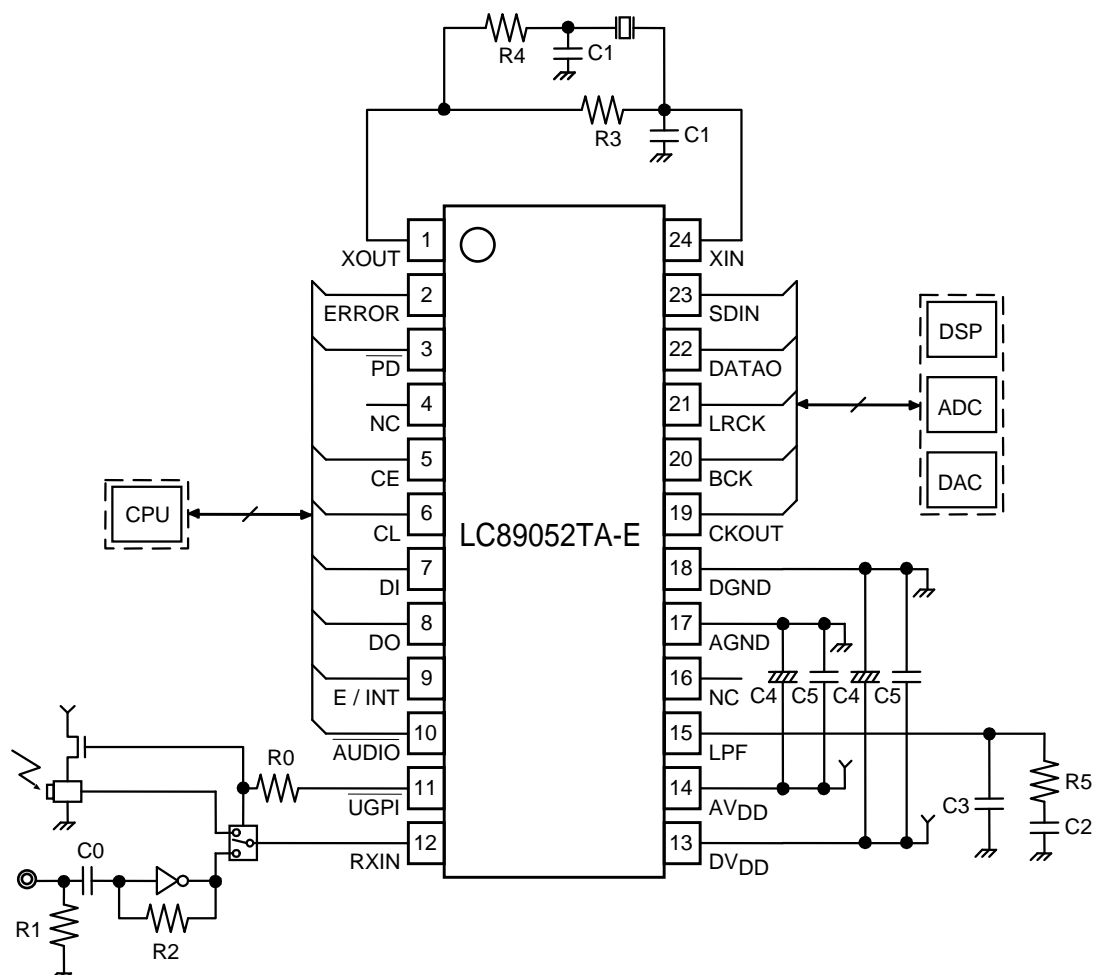 R4
C1
R3
C1
1
24
XOUT
XIN
2
23
ERROR
SDIN
DSP
3
22
PD
DATAO
4
21
ADC
NC
LRCK
5
20
CE
BCK
DAC
CPU
6
LC89052TA-E
19
CL
CKOUT
7
18
DI
DGND
8
17
DO
AGND
9
16
E / INT
NC
C4
C5
C4
C5
10
15
AUDIO
LPF
R0
11
14
R5
UGPI
AVDD
C3
C2
12
13
C0
RXIN
DVDD
R1
R2